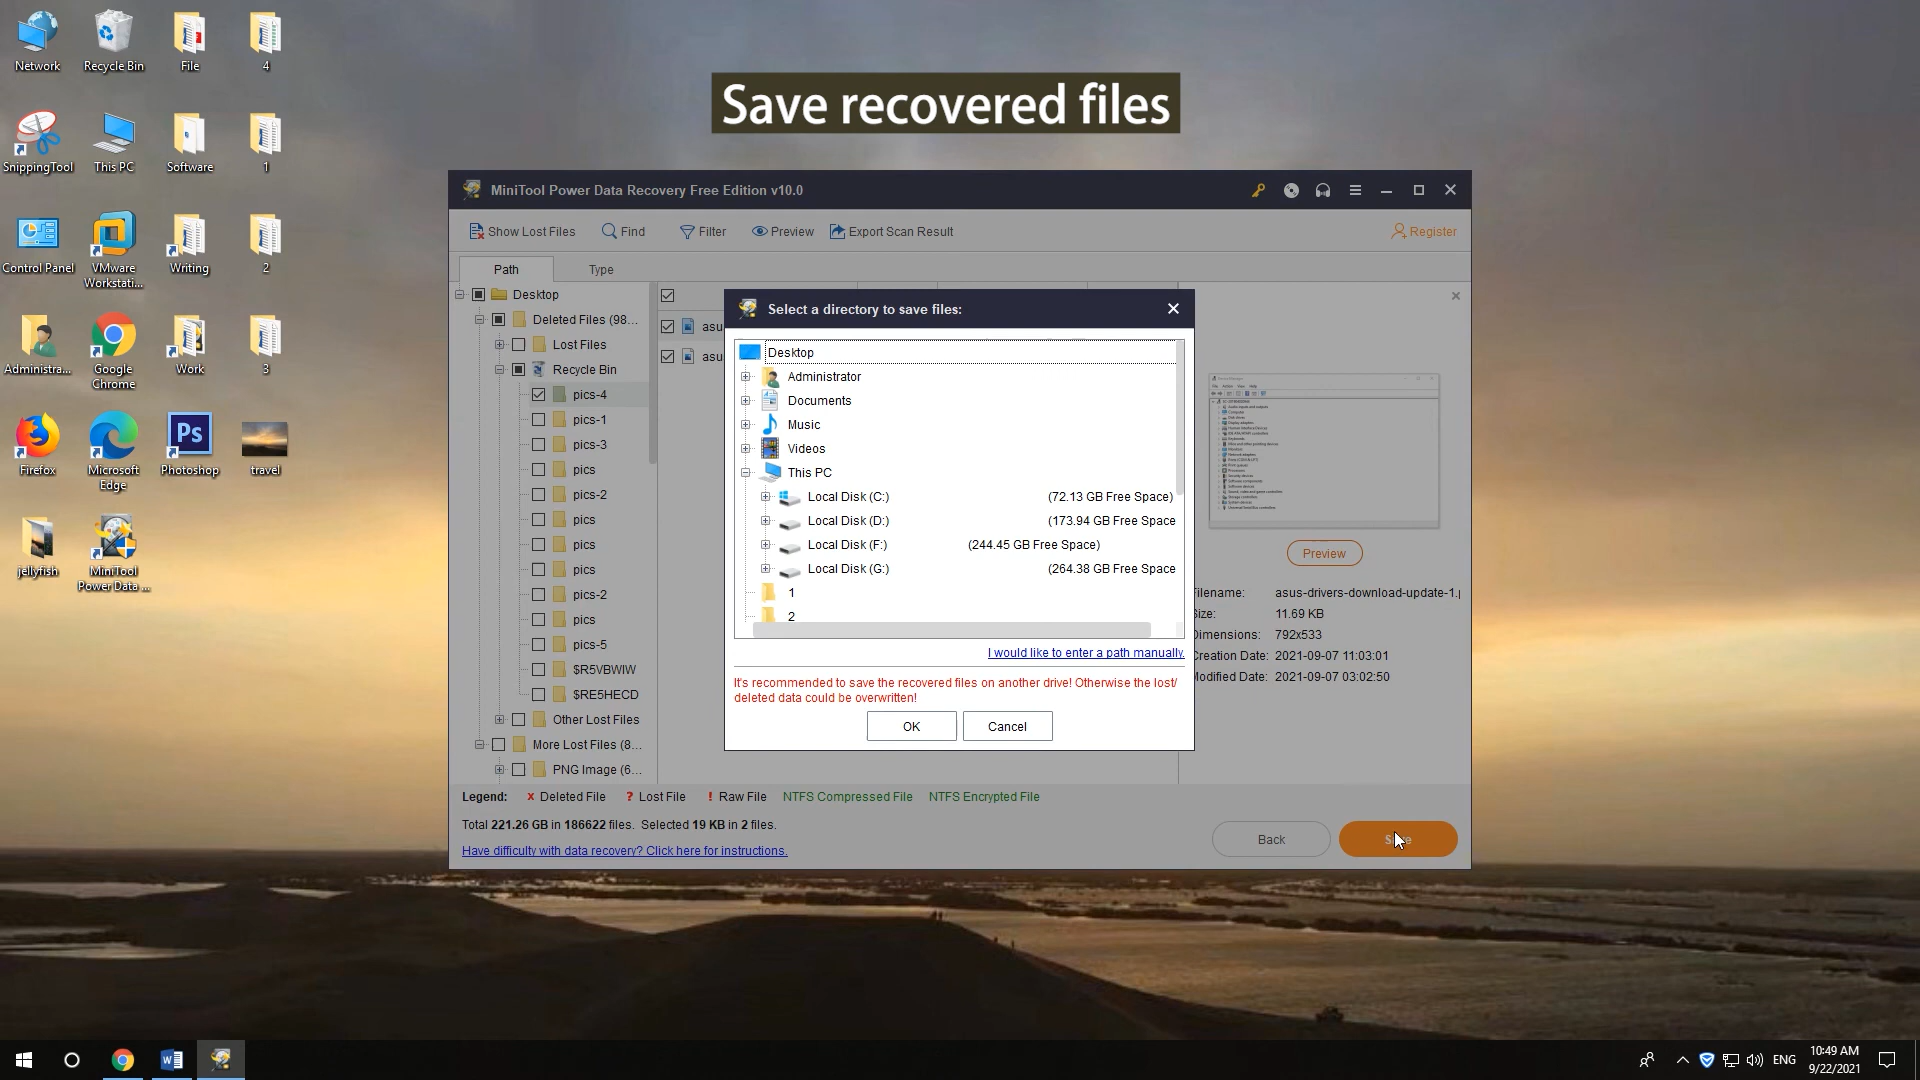 Save recovered files
Network
Recycle Bin
File
4
SnippingTool
This PC
Software
1
Control Panel
VMware
Workstati...
Writing
2
Administra...
Google
Chrome
Work
3
Firefox
Microsoft
Edge
Ps
Photoshop
travel
jellyfish
MiniTool
Power Data ...
MiniTool Power Data Recovery Free Edition v10.0
Show Lost Files
Find
Filter
Preview
Export Scan Result
Register
Path
Type
Desktop
Deleted Files (98...
Lost Files
Recycle Bin
pics-4
pics-1
pics-3
pics
pics-2
pics
pics
pics
pics-2
pics
pics-5
$R5VBWIW
$RE5HECD
Other Lost Files
More Lost Files (8...
PNG Image (6...
asu
asu
Select a directory to save files:
Desktop
Administrator
Documents
Music
Videos
This PC
Local Disk (C:) (72.13 GB Free Space)
Local Disk (D:) (173.94 GB Free Space
Local Disk (F:) (244.45 GB Free Space)
Local Disk (G:) (264.38 GB Free Space
1
2
I would like to enter a path manually.
It's recommended to save the recovered files on another drive! Otherwise the lost/
deleted data could be overwritten!
OK
Cancel
Preview
Filename: asus-drivers-download-update-1.p
Size: 11.69 KB
Dimensions: 792x533
Creation Date: 2021-09-07 11:03:01
Modified Date: 2021-09-07 03:02:50
Legend: x Deleted File ? Lost File ! Raw File NTFS Compressed File NTFS Encrypted File
Total 221.26 GB in 186622 files. Selected 19 KB in 2 files.
Have difficulty with data recovery? Click here for instructions.
Back
Save
ENG
10:49 AM
9/22/2021